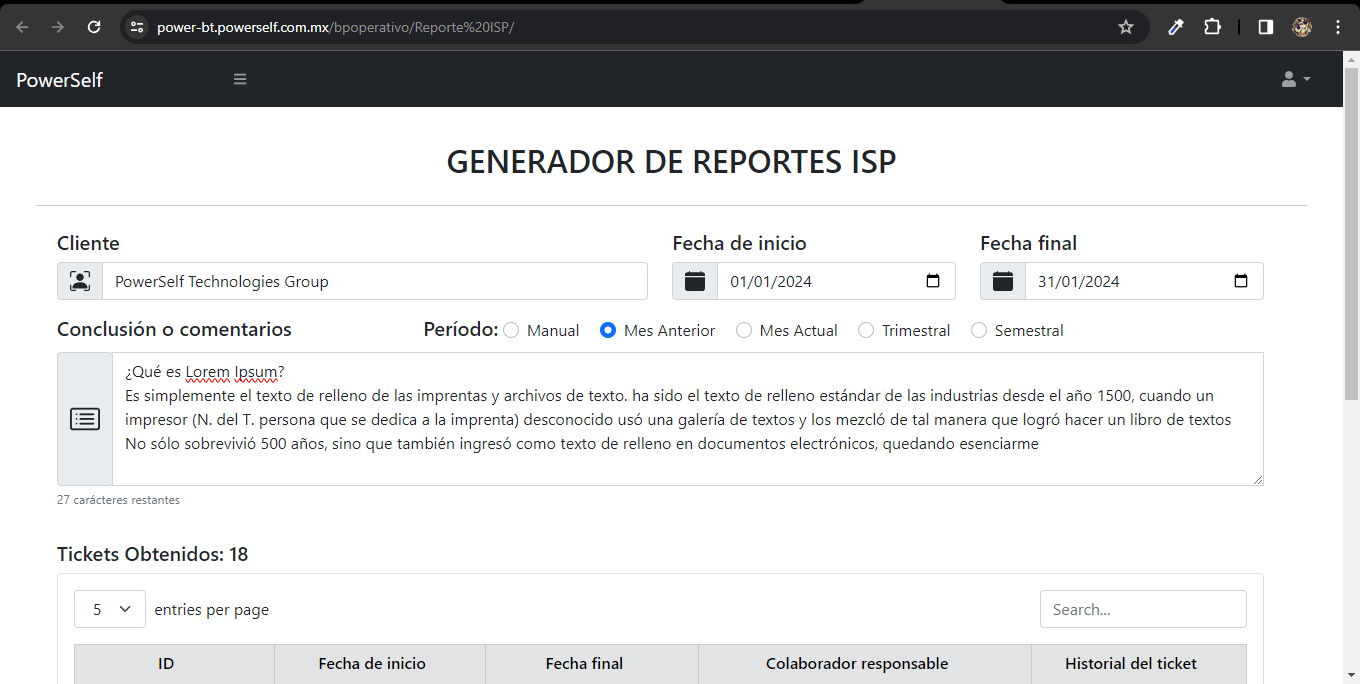 power-bt.powerself.com.mx/bpoperativo/Reporte%20ISP/
PowerSelf
GENERADOR DE REPORTES ISP
Cliente
Fecha de inicio
Fecha final
PowerSelf Technologies Group
01/01/2024
31/01/2024
Conclusión o comentarios
Período: Manual Mes Anterior Mes Actual Trimestral Semestral
¿Qué es Lorem Ipsum?
Es simplemente el texto de relleno de las imprentas y archivos de texto. ha sido el texto de relleno estándar de las industrias desde el año 1500, cuando un
impresor (N. del T. persona que se dedica a la imprenta) desconocido usó una galería de textos y los mezcló de tal manera que logró hacer un libro de textos
No sólo sobrevivió 500 años, sino que también ingresó como texto de relleno en documentos electrónicos, quedando esenciarme
27 carácteres restantes
Tickets Obtenidos: 18
5 entries per page
Search...
ID Fecha de inicio Fecha final Colaborador responsable Historial del ticket